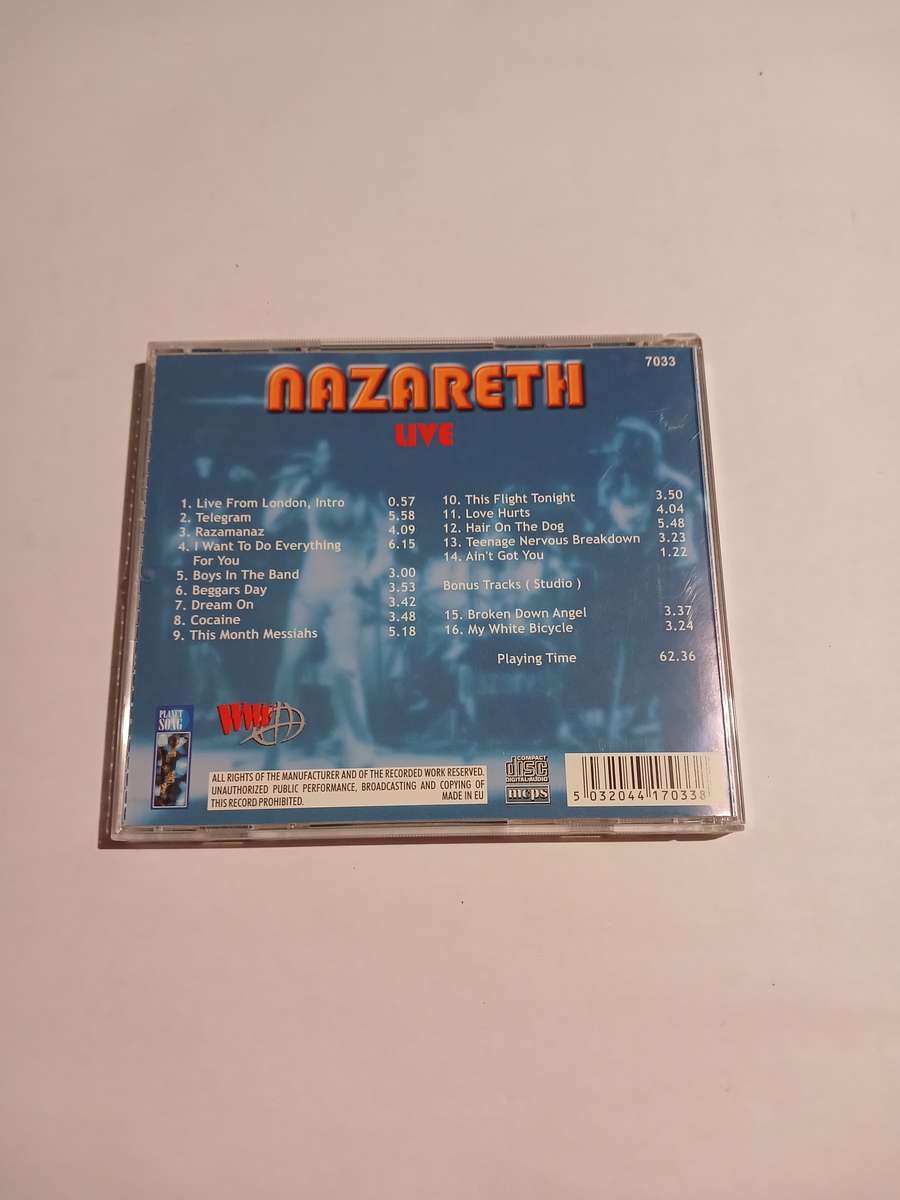 7033
NAZARETH
LIVE
1. Live From London, Intro 0.57
2. Telegram 5.58
3. Razamanaz 4.09
4. I Want To Do Everything 6.15
For You
5. Boys In The Band 3.00
6. Beggars Day 3.53
7. Dream On 3.42
8. Cocaine 3.48
9. This Month Messiahs 5.18
10. This Flight Tonight 3.50
11. Love Hurts 4.04
12. Hair On The Dog 5.48
13. Teenage Nervous Breakdown 3.23
14. Ain't Got You 1.22
Bonus Tracks ( Studio )
15. Broken Down Angel 3.37
16. My White Bicycle 3.24
Playing Time 62.36
PLANET
SONG
ALL RIGHTS OF THE MANUFACTURER AND OF THE RECORDED WORK RESERVED.
UNAUTHORIZED PUBLIC PERFORMANCE, BROADCASTING AND COPYING OF
THIS RECORD PROHIBITED. MADE IN EU
COMPACT
disc
DIGITAL AUDIO
mcps
5 032044 170338